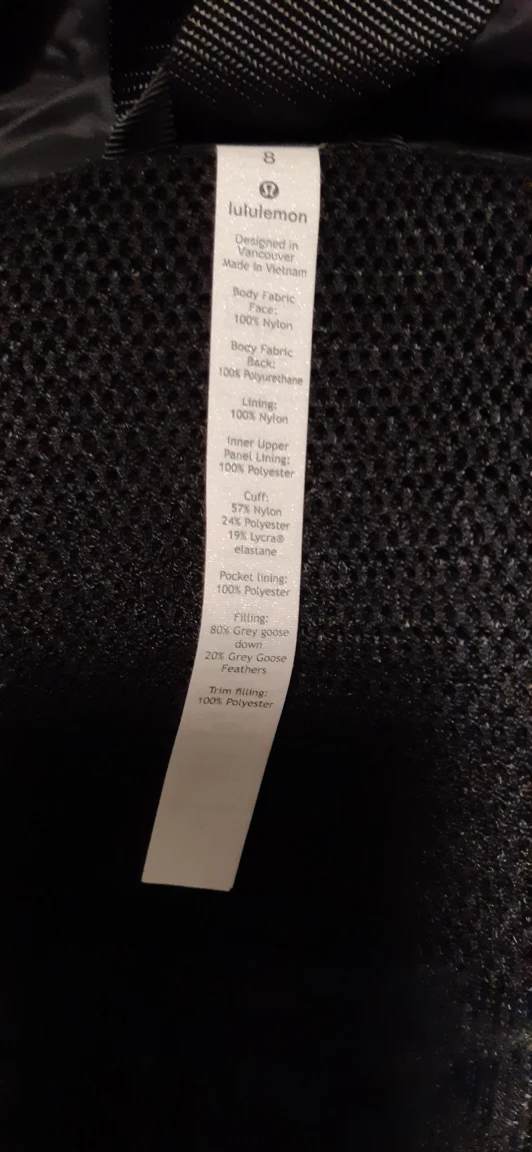 8
lululemon
Designed in
Vancouver
Made in Vietnam
Body Fabric
Face:
100% Nylon
Body Fabric
Back:
100% Polyurethane
Lining:
100% Nylon
Inner Upper
Panel Lining:
100% Polyester
Cuff:
57% Nylon
24% Polyester
19% Lycra®
elastane
Pocket lining:
100% Polyester
Filling:
80% Grey goose
down
20% Grey Goose
Feathers
Trim filling:
100% Polyester